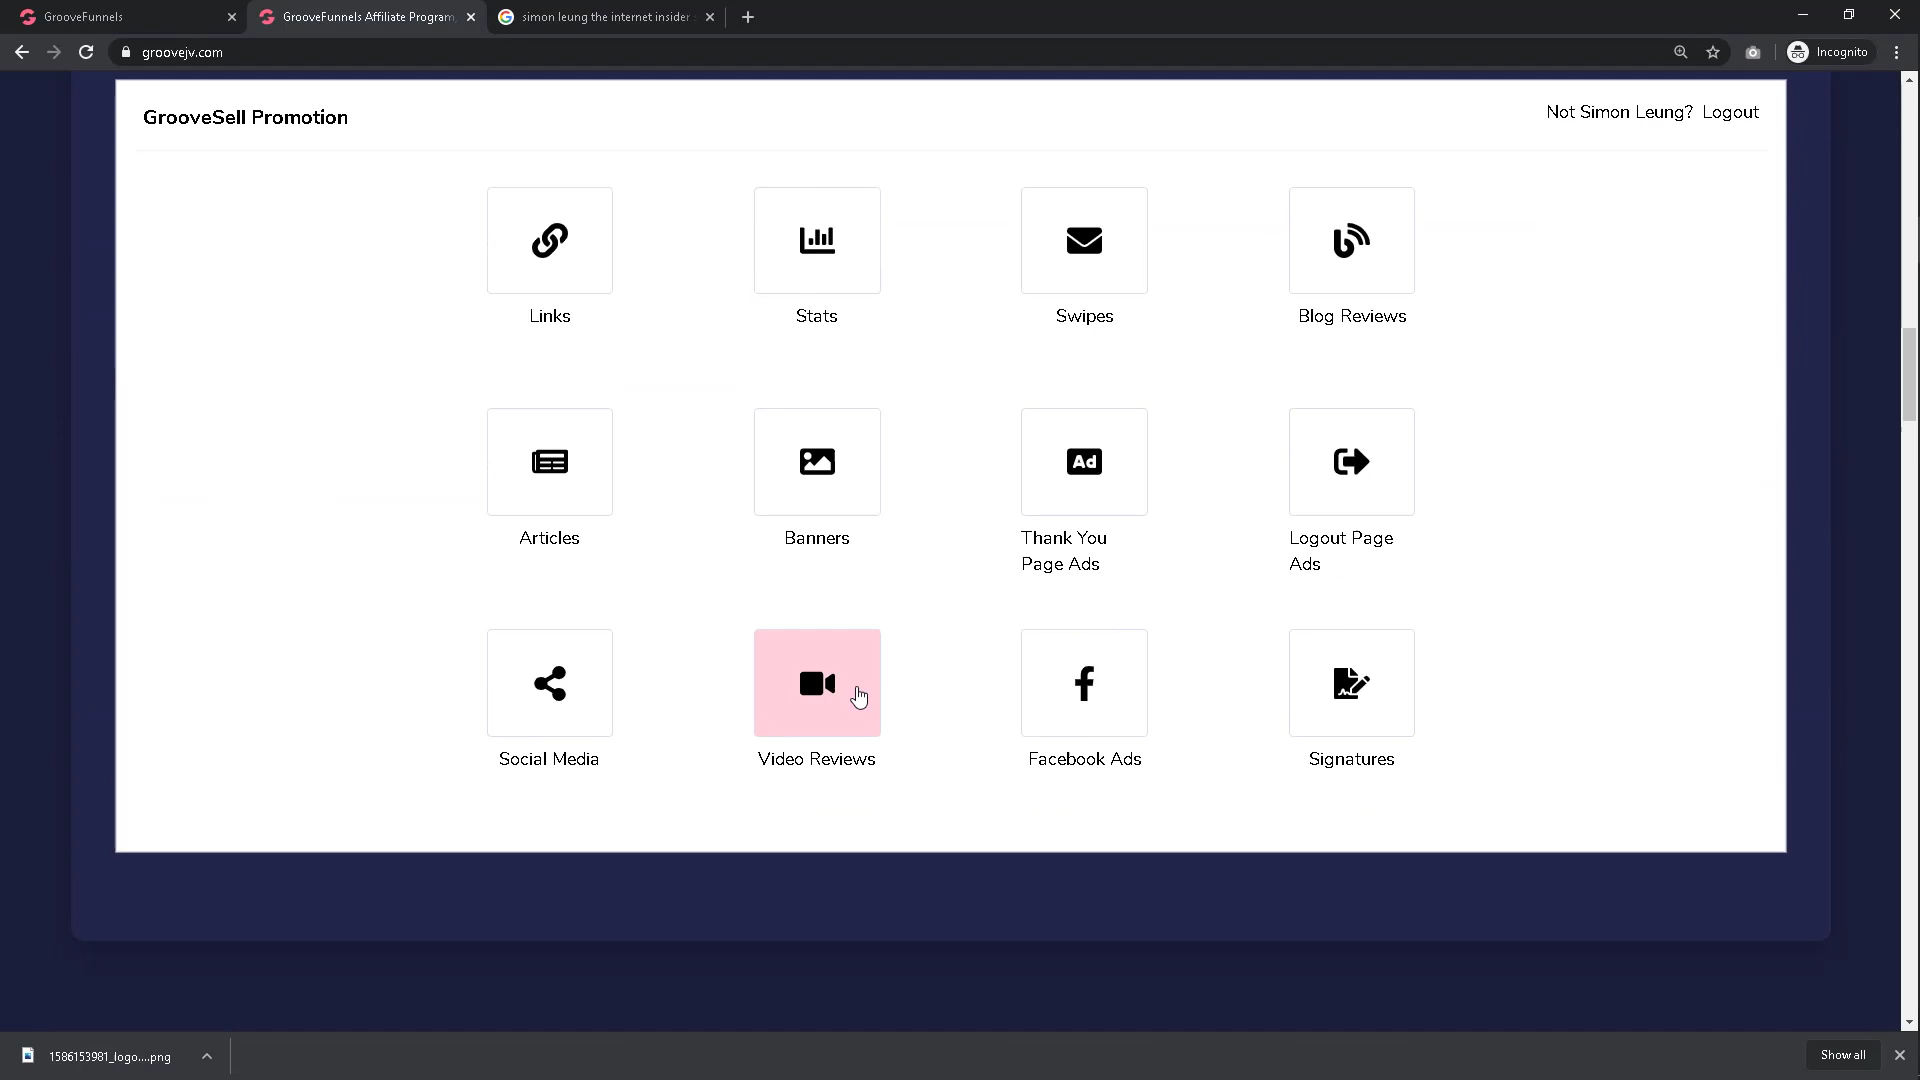 GrooveFunnels
GrooveFunnels Affiliate Program,
simon leung the internet insider
groovejv.com
Incognito
GrooveSell Promotion
Not Simon Leung? Logout
Links
Stats
Swipes
Blog Reviews
Articles
Banners
Ad
Thank You
Page Ads
Logout Page
Ads
Social Media
Video Reviews
Facebook Ads
Signatures
1586153981_logo....png
Show all